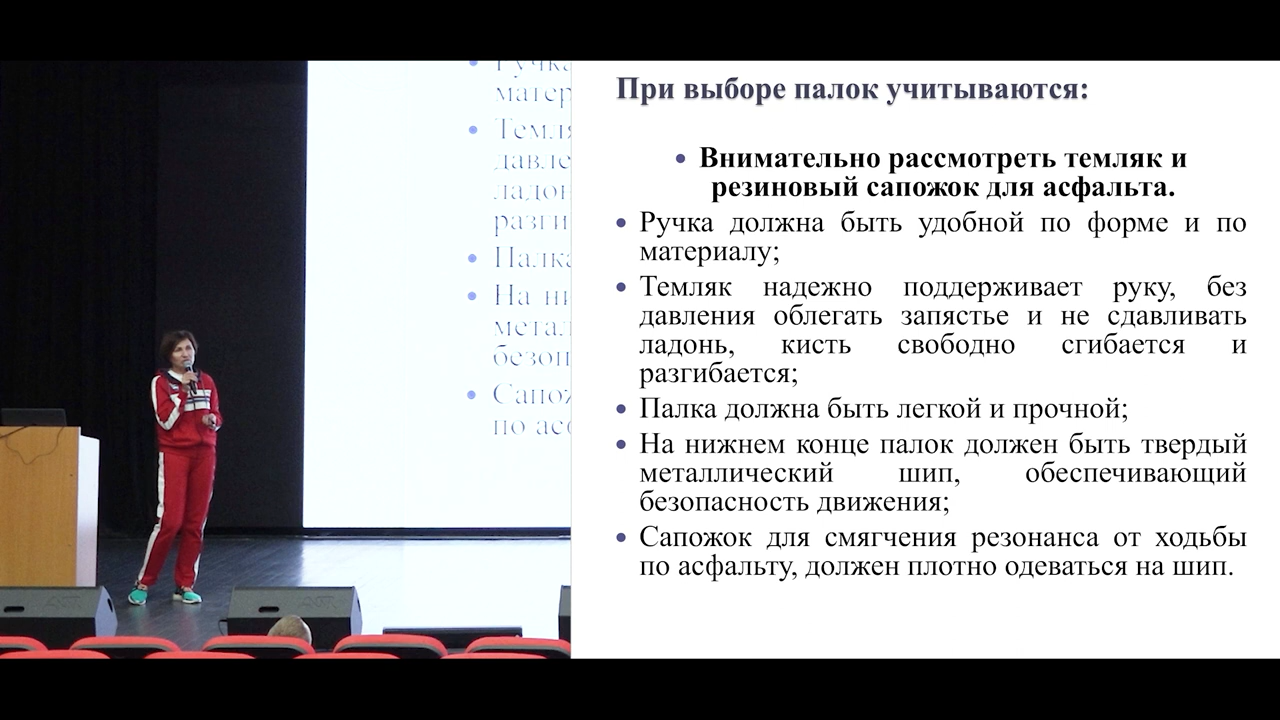 При выборе палок учитываются:
• Внимательно рассмотреть темляк и
резиновый сапожок для асфальта.
• Ручка должна быть удобной по форме и по
материалу;
• Темляк надежно поддерживает руку, без
давления облегать запястье и не сдавливать
ладонь, кисть свободно сгибается и
разгибается;
• Палка должна быть легкой и прочной;
• На нижнем конце палок должен быть твердый
металлический шип, обеспечивающий
безопасность движения;
• Сапожок для смягчения резонанса от ходьбы
по асфальту, должен плотно одеваться на шип.